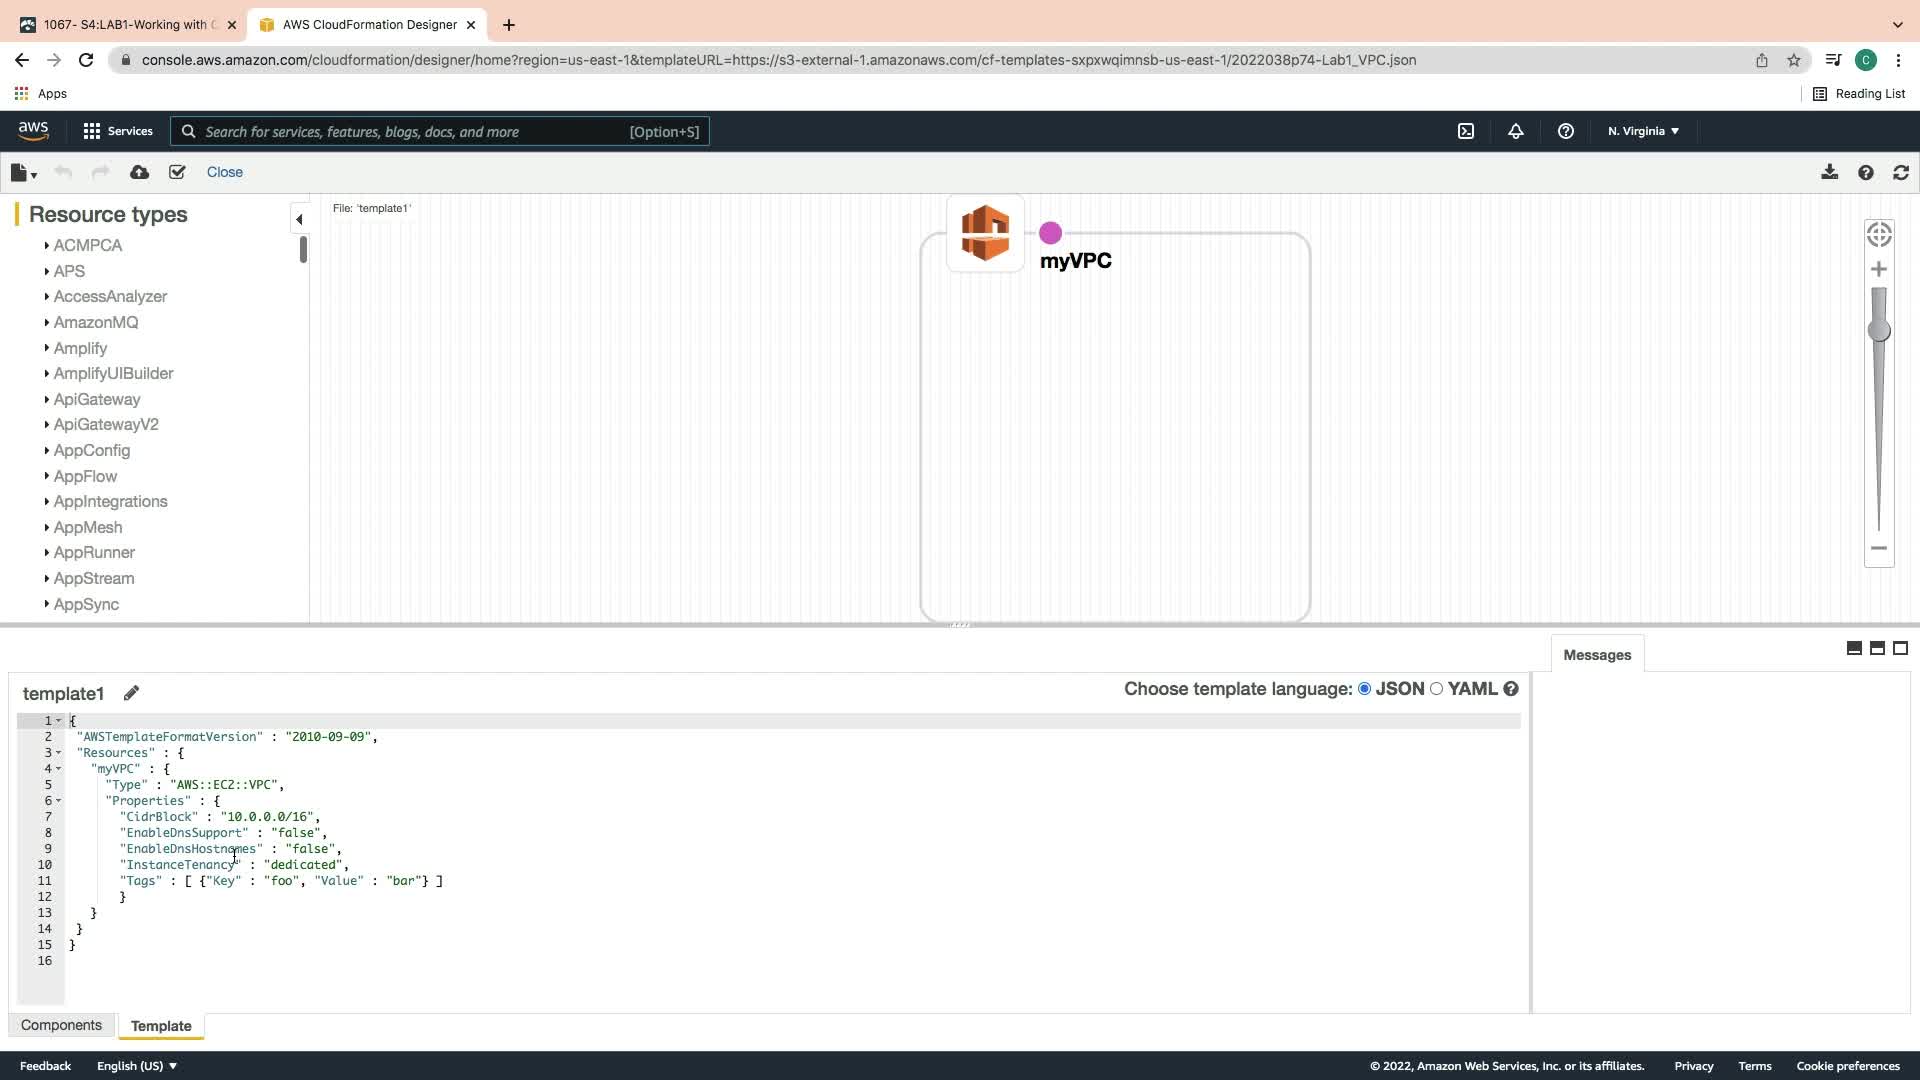 1067- S4:LAB1-Working with C
AWS CloudFormation Designer
console.aws.amazon.com/cloudformation/designer/home?region=us-east-1&templateURL=https://s3-external-1.amazonaws.com/cf-templates-sxpxwqimnsb-us-east-1/2022038p74-Lab1_VPC.json
C
Apps
Reading List
aws
Services
Search for services, features, blogs, docs, and more
[Option+S]
N. Virginia
Close
Resource types
ACMPCA
APS
AccessAnalyzer
AmazonMQ
Amplify
AmplifyUIBuilder
ApiGateway
ApiGatewayV2
AppConfig
AppFlow
AppIntegrations
AppMesh
AppRunner
AppStream
AppSync
File: 'template1'
myVPC
Messages
template1
Choose template language: JSON YAML
1 {
2 "AWSTemplateFormatVersion" : "2010-09-09",
3 "Resources" : {
4 "myVPC" : {
5 "Type" : "AWS::EC2::VPC",
6 "Properties" : {
7 "CidrBlock" : "10.0.0.0/16",
8 "EnableDnsSupport" : "false",
9 "EnableDnsHostnames" : "false",
10 "InstanceTenancy" : "dedicated",
11 "Tags" : [ {"Key" : "foo", "Value" : "bar"} ]
12 }
13 }
14 }
15 }
16
Components
Template
Feedback
English (US)
© 2022, Amazon Web Services, Inc. or its affiliates.
Privacy
Terms
Cookie preferences